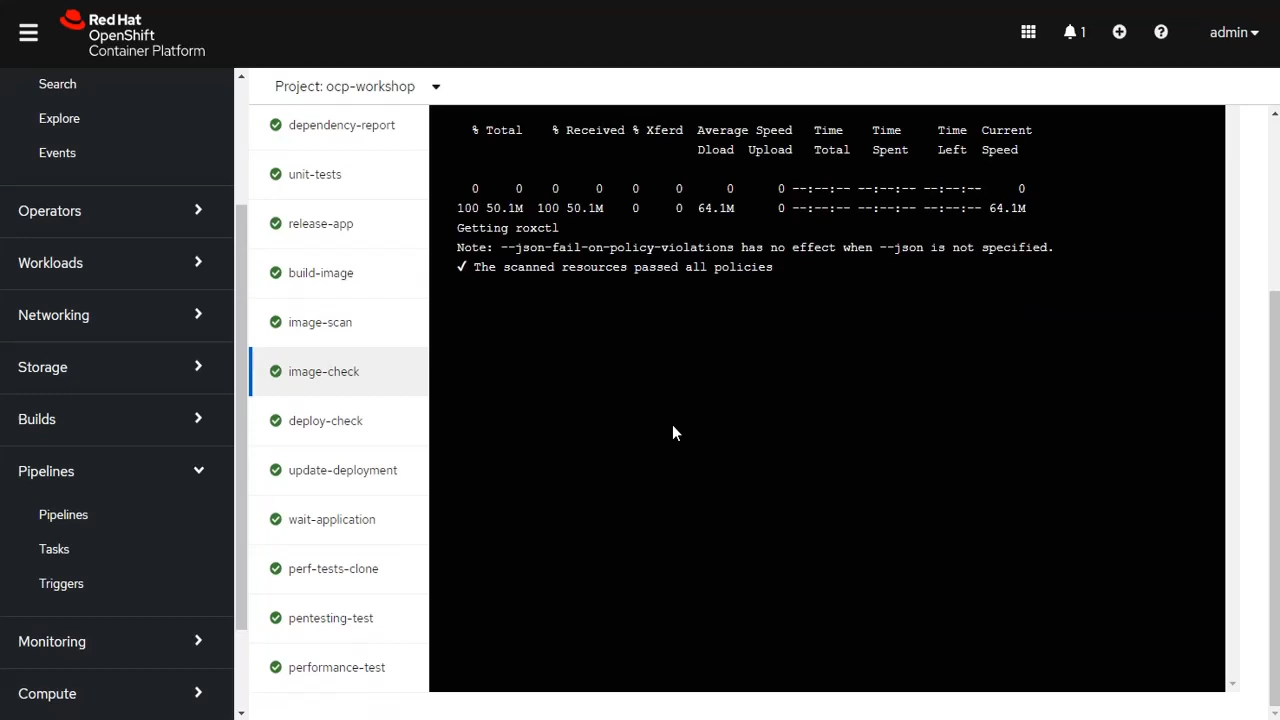 Red Hat
OpenShift
Container Platform
1
admin
Search
Explore
Events
Operators
Workloads
Networking
Storage
Builds
Pipelines
Pipelines
Tasks
Triggers
Monitoring
Compute
Project: ocp-workshop
dependency-report
unit-tests
release-app
build-image
image-scan
image-check
deploy-check
update-deployment
wait-application
perf-tests-clone
pentesting-test
performance-test
% Total % Received % Xferd Average Speed Time Time Time Current
Dload Upload Total Spent Left Speed
0 0 0 0 0 0 0 0 --:--:-- --:--:-- --:--:-- 0
100 50.1M 100 50.1M 0 0 64.1M 0 --:--:-- --:--:-- --:--:-- 64.1M
Getting roxctl
Note: --json-fail-on-policy-violations has no effect when --json is not specified.
✔ The scanned resources passed all policies